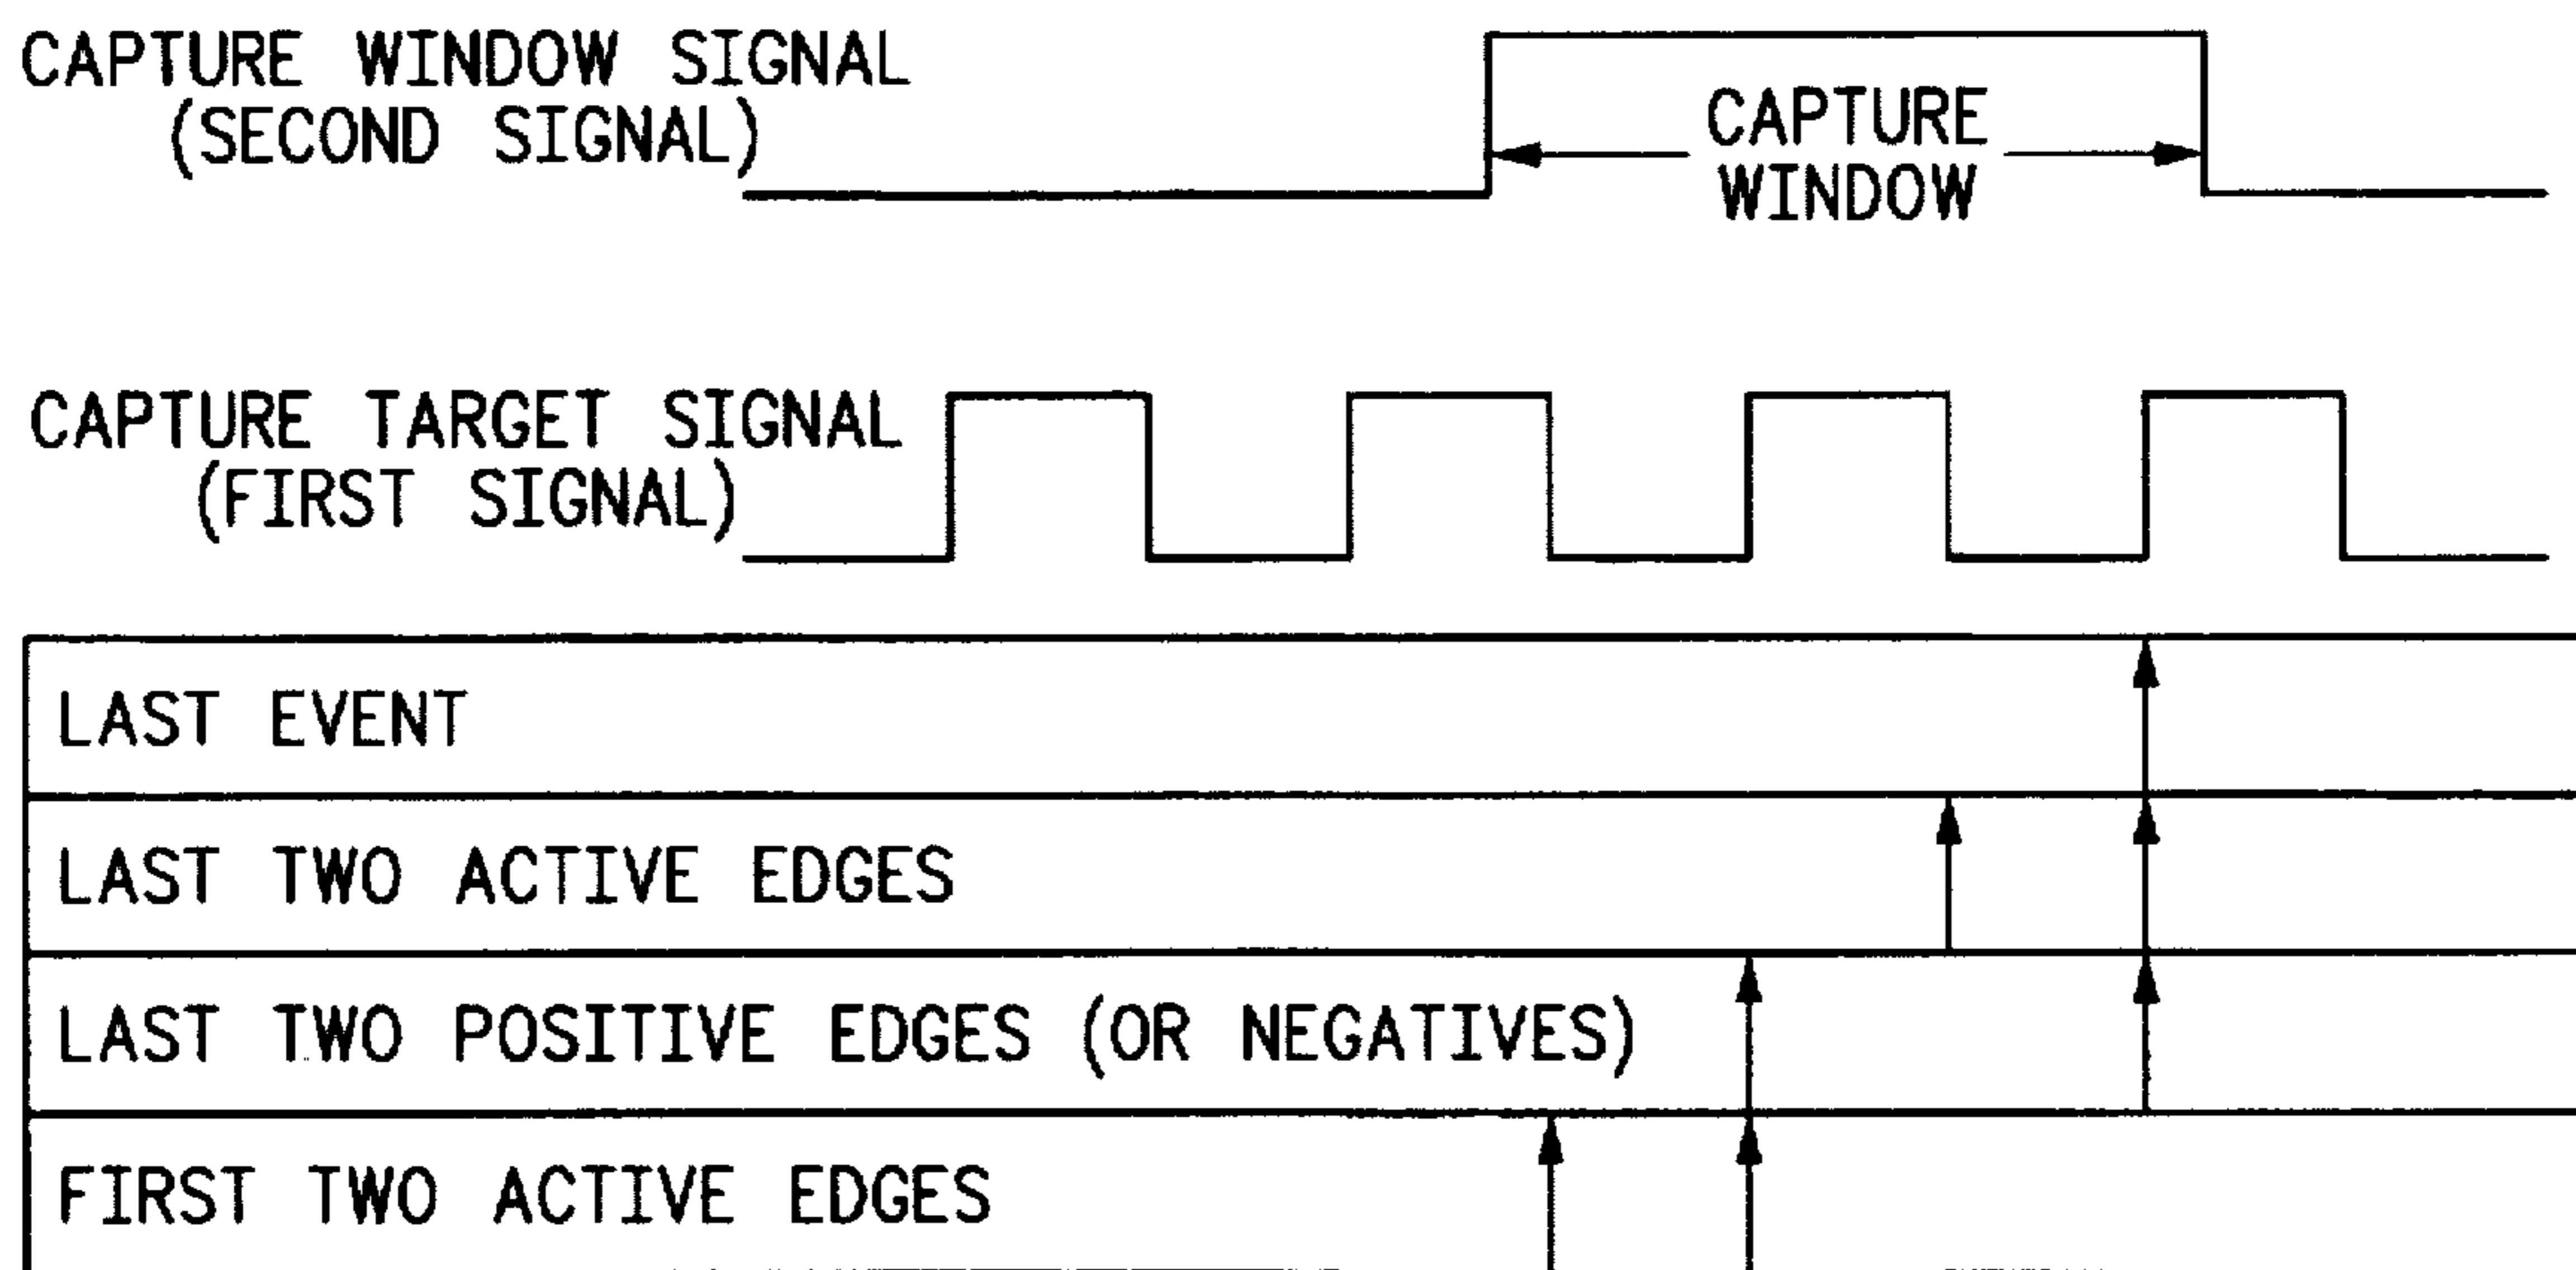 CAPTURE WINDOW SIGNAL
(SECOND SIGNAL)
CAPTURE
WINDOW
CAPTURE TARGET SIGNAL
(FIRST SIGNAL)
LAST EVENT
LAST TWO ACTIVE EDGES
LAST TWO POSITIVE EDGES (OR NEGATIVES)
FIRST TWO ACTIVE EDGES